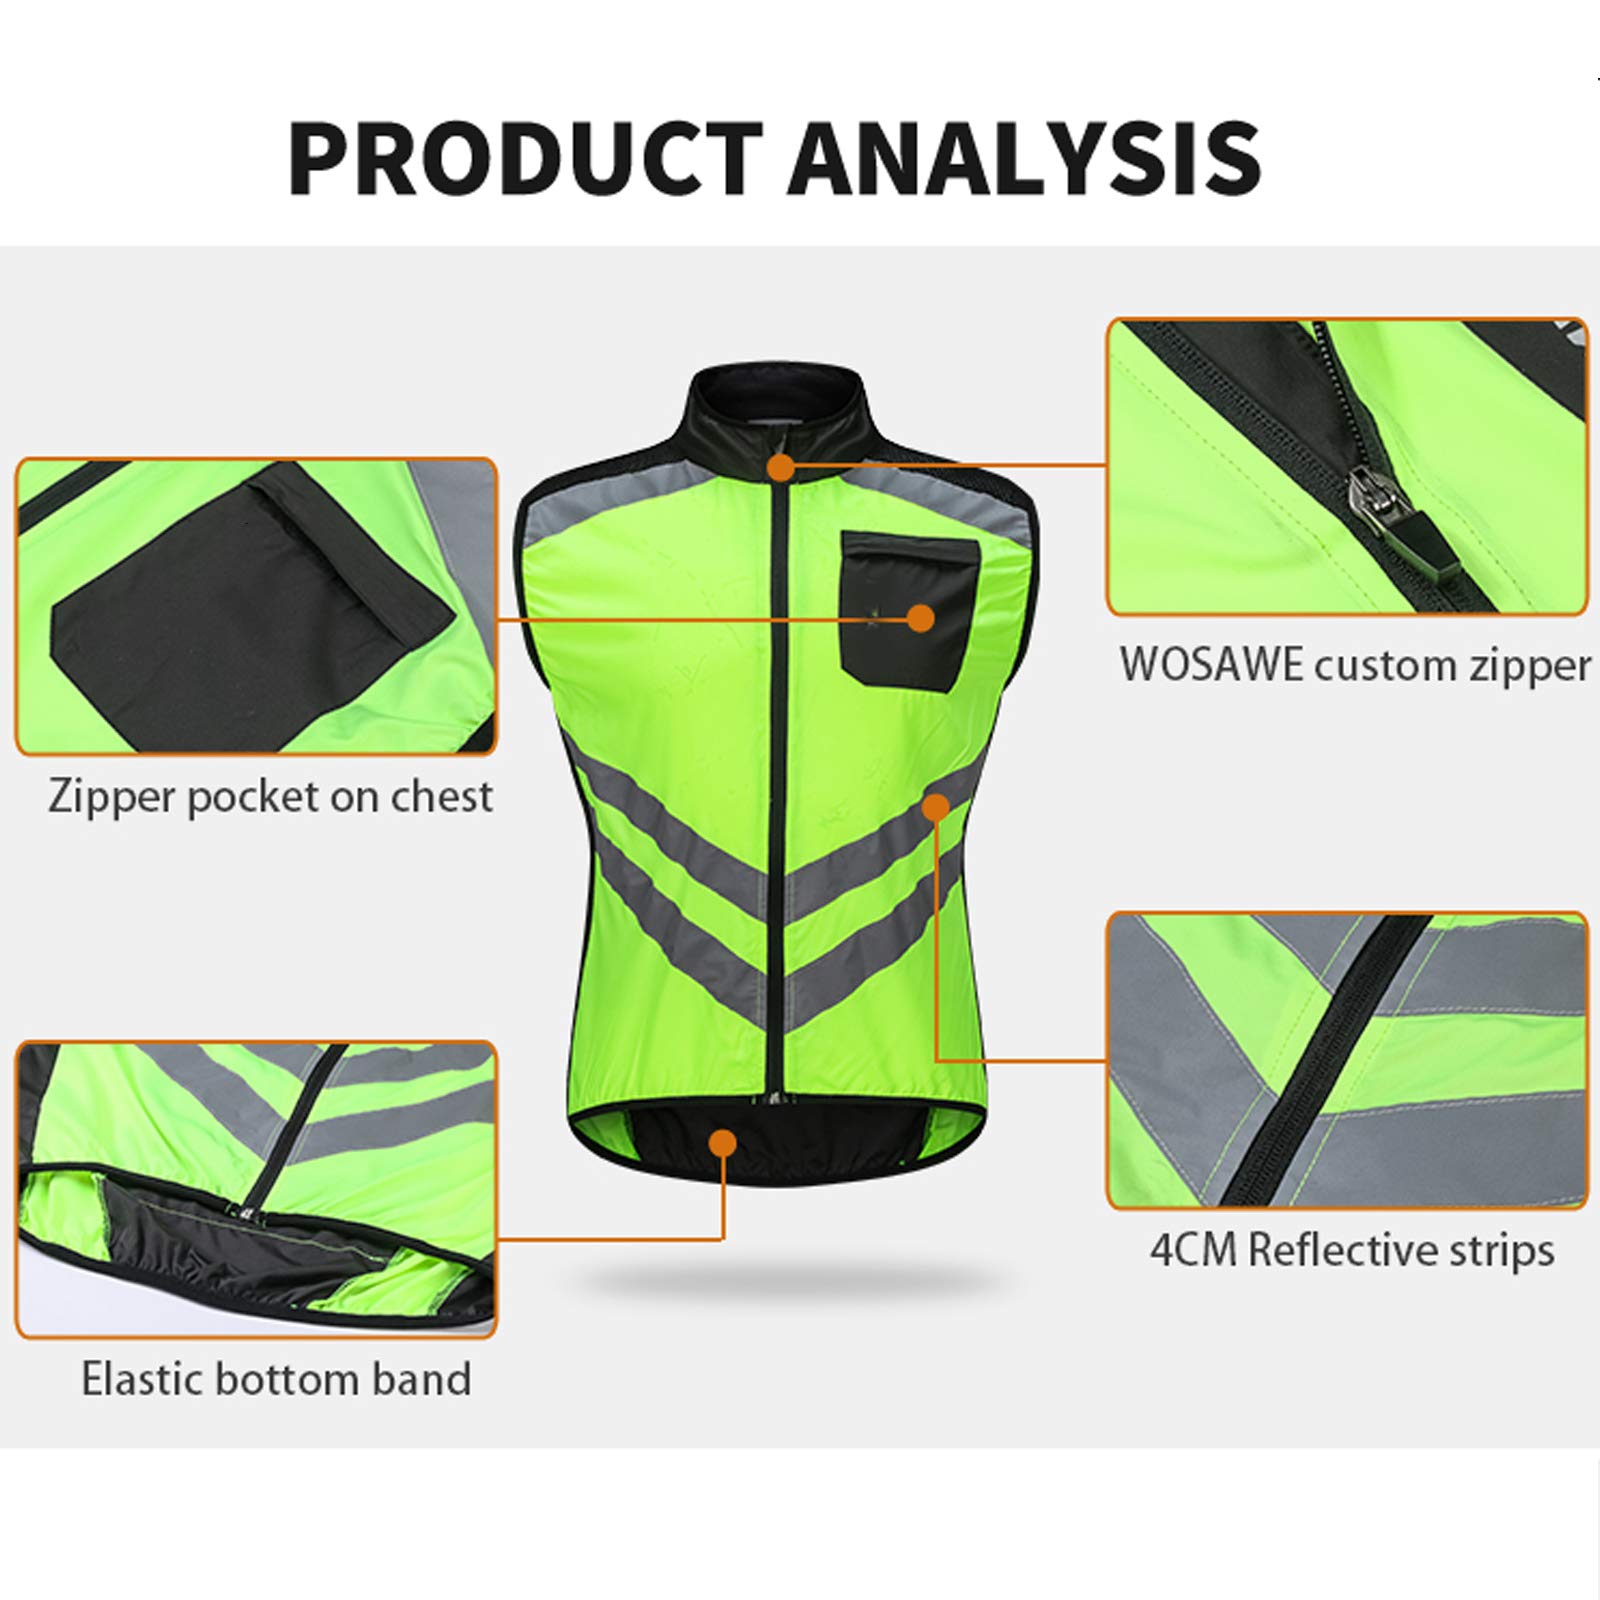 PRODUCT ANALYSIS
WOSAWE custom zipper
Zipper pocket on chest
4CM Reflective strips
Elastic bottom band